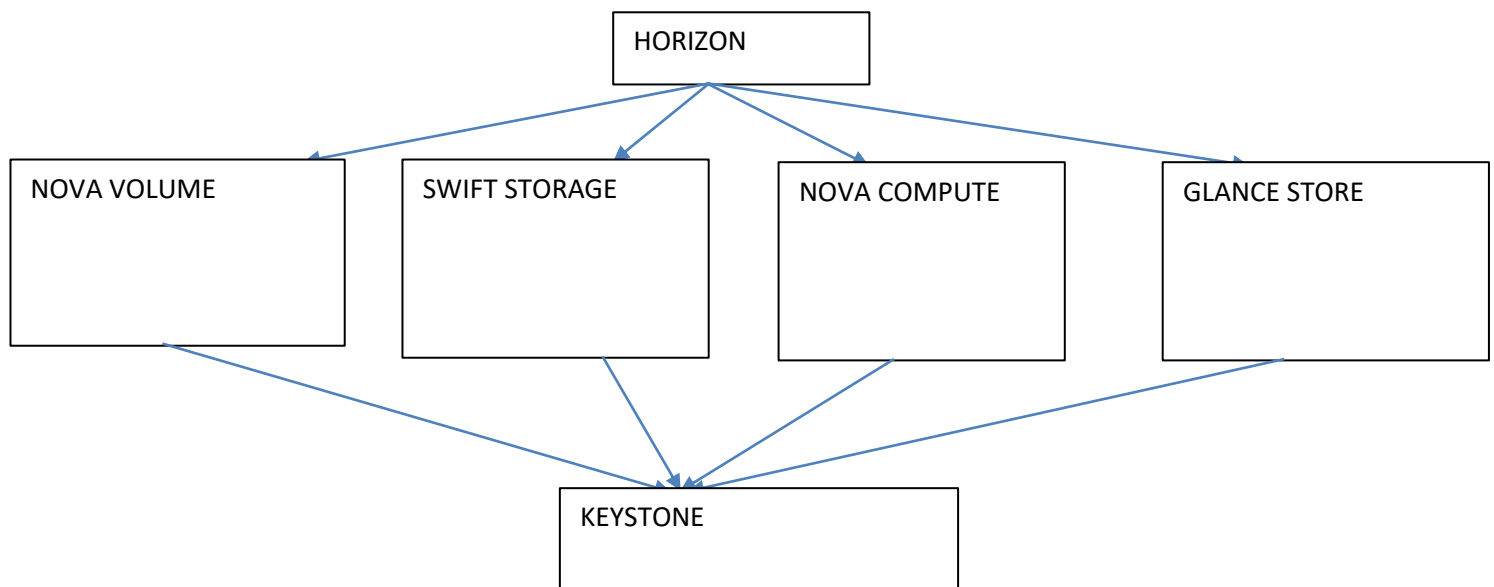 HORIZON
NOVA VOLUME
SWIFT STORAGE
NOVA COMPUTE
GLANCE STORE
KEYSTONE